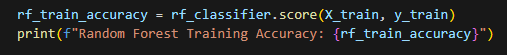 rf_train_accuracy = rf_classifier.score(X_train, y_train)
print(f"Random Forest Training Accuracy: {rf_train_accuracy}")